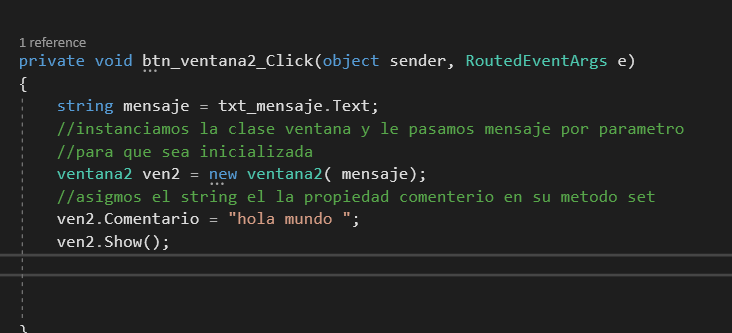 1 reference
private void btn_ventana2_Click(object sender, RoutedEventArgs e)
{
string mensaje = txt_mensaje.Text;
//instanciamos la clase ventana y le pasamos mensaje por parametro
//para que sea inicializada
ventana2 ven2 = new ventana2( mensaje);
//asigmos el string el la propiedad comenterio en su metodo set
ven2.Comentario = "hola mundo ";
ven2.Show();
}